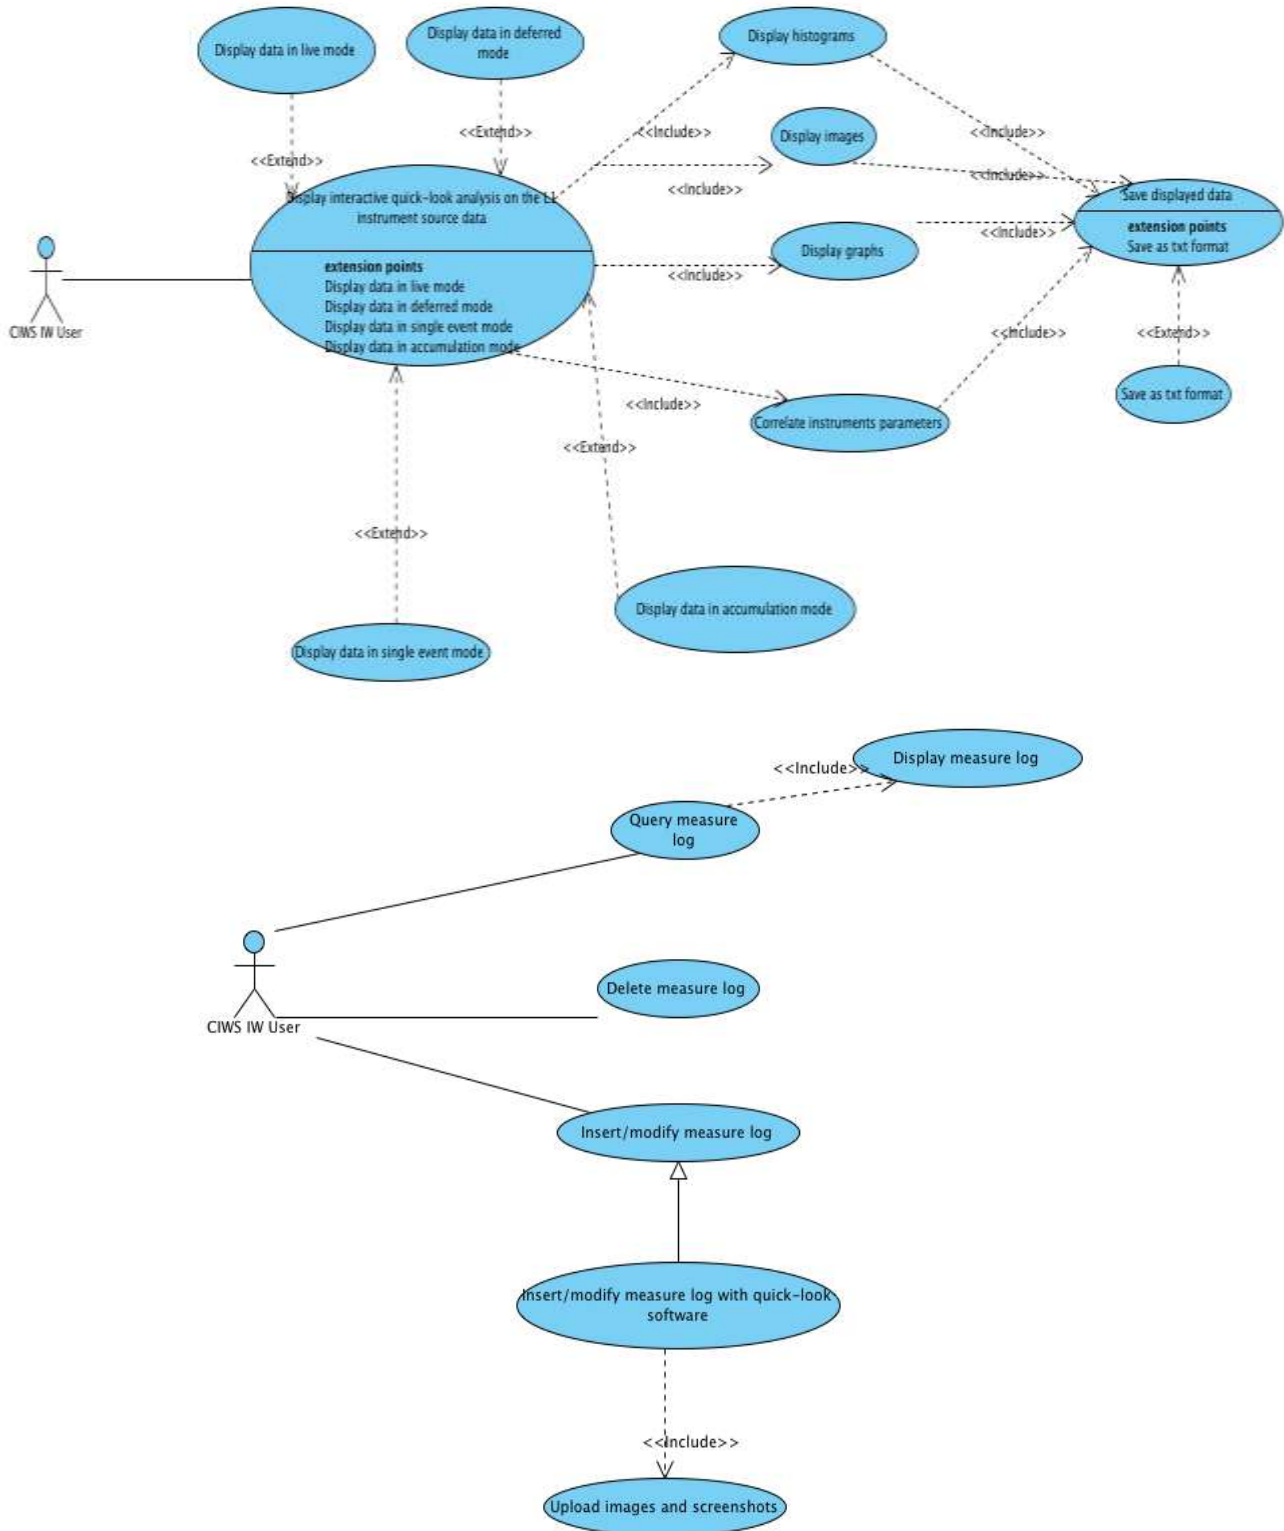 Display data in live mode
Display data in deferred
mode
Display histograms
<<Extend>>
<<Include>>
Display images
<<Include>>
<<Extend>>
<<Include>>
<<Include>>
Display interactive quick-look analysis on the L1
instrument source data
Save displayed data
extension points
Save as txt format
<<Include>>
Display graphs
extension points
Display data in live mode
Display data in deferred mode
Display data in single event mode
Display data in accumulation mode
<<Include>>
CIWS IW User
<<Include>>
<<Extend>>
Save as txt format
<<Include>>
Correlate instruments parameters
<<Extend>>
<<Extend>>
Display data in accumulation mode
Display data in single event mode
Display measure log
<<Include>>
Query measure
log
Delete measure log
CIWS IW User
Insert/modify measure log
Insert/modify measure log with quick-look
software
<<Include>>
Upload images and screenshots